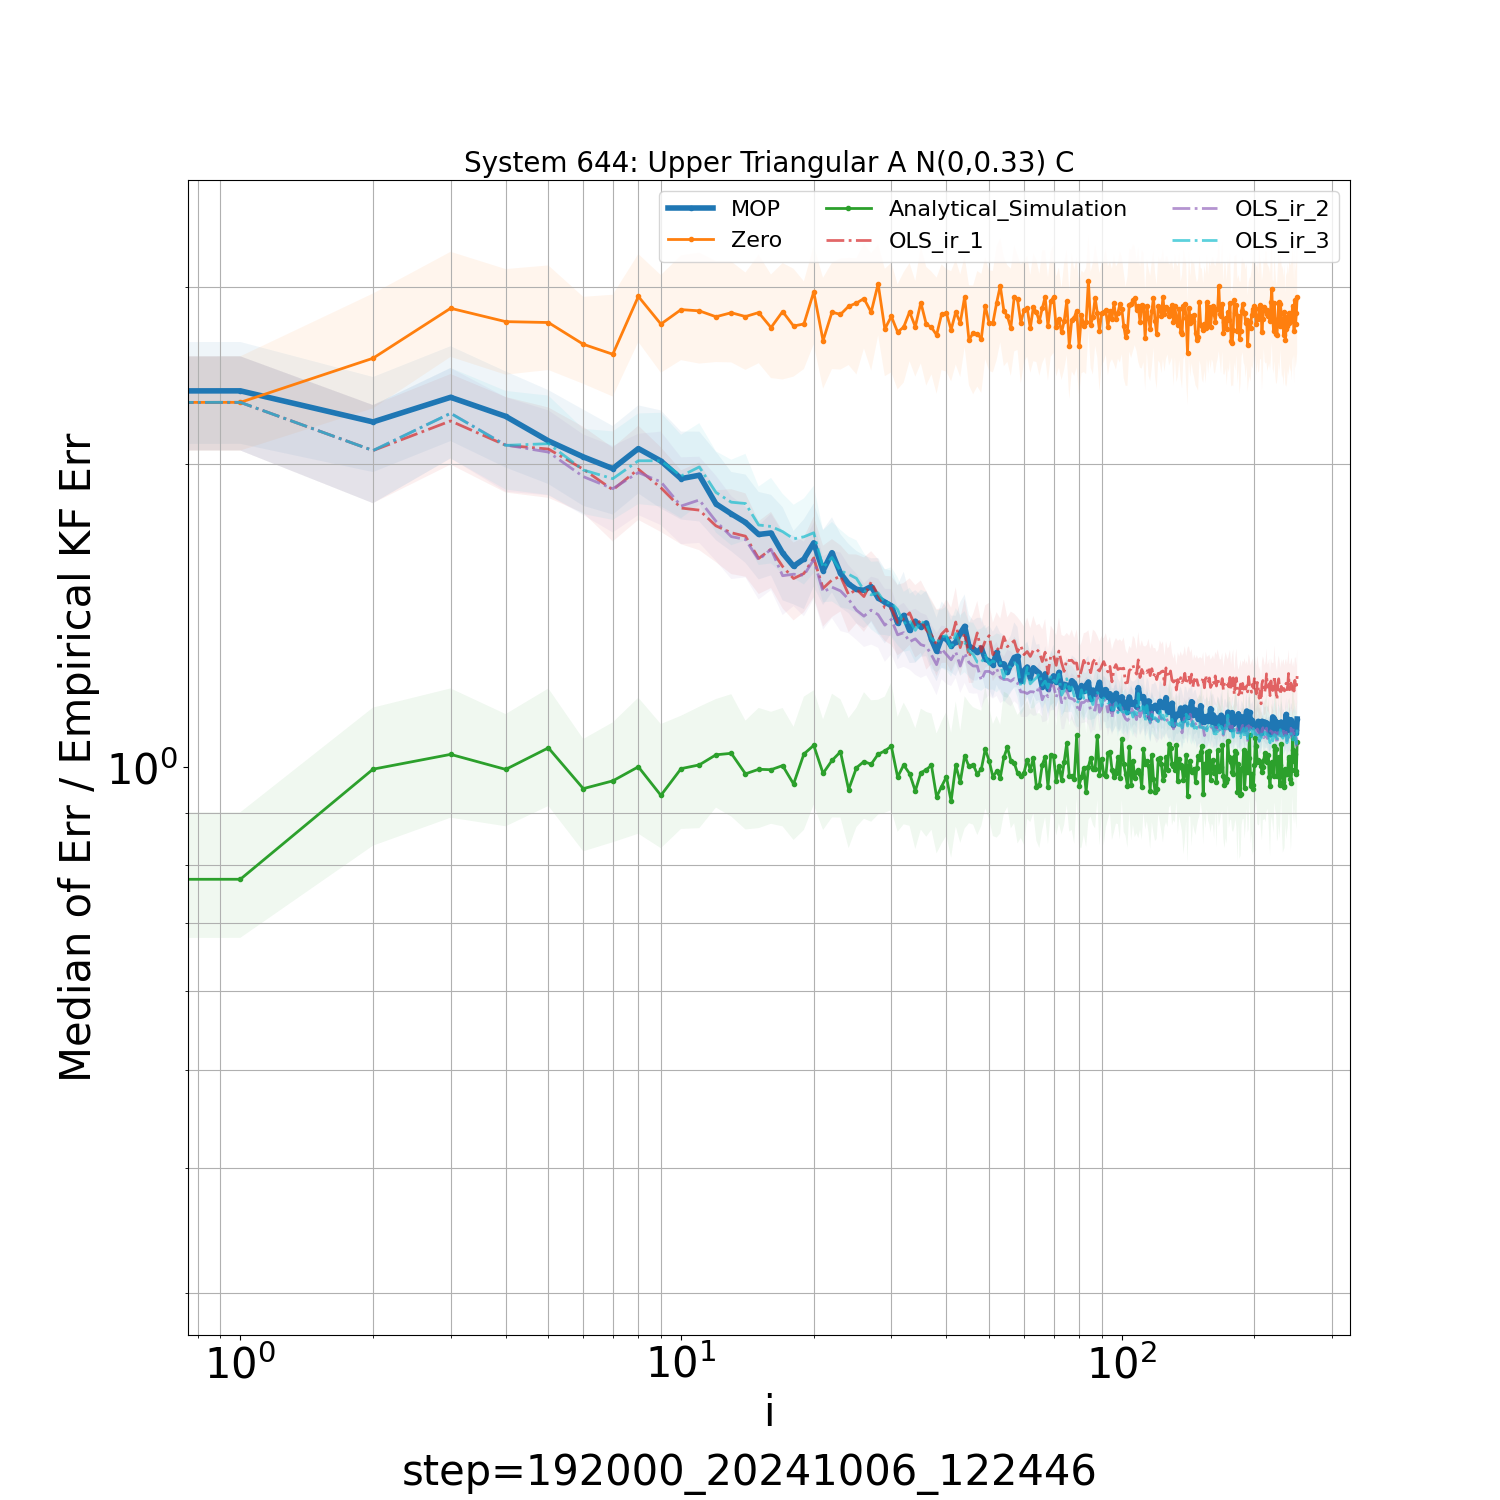 System 644: Upper Triangular A N(0,0.33) C
MOP
Zero
Analytical_Simulation
OLS_ir_1
OLS_ir_2
OLS_ir_3
Median of Err / Empirical KF Err
10⁰
10⁰
10¹
10²
i
step=192000_20241006_122446